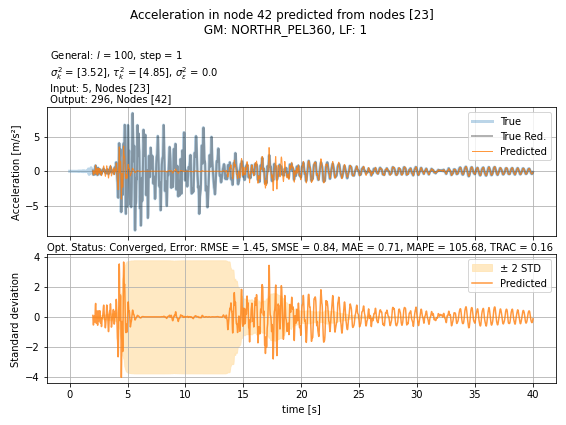 Acceleration in node 42 predicted from nodes [23]
GM: NORTHR_PEL360, LF: 1
General: l = 100, step = 1
σ²ₖ = [3.52], τ²ₖ = [4.85], σ²ε = 0.0
Input: 5, Nodes [23]
Output: 296, Nodes [42]
Acceleration [m/s²]
5
0
−5
True
True Red.
Predicted
Opt. Status: Converged, Error: RMSE = 1.45, SMSE = 0.84, MAE = 0.71, MAPE = 105.68, TRAC = 0.16
Standard deviation
4
2
0
−2
−4
± 2 STD
Predicted
0 5 10 15 20 25 30 35 40
time [s]